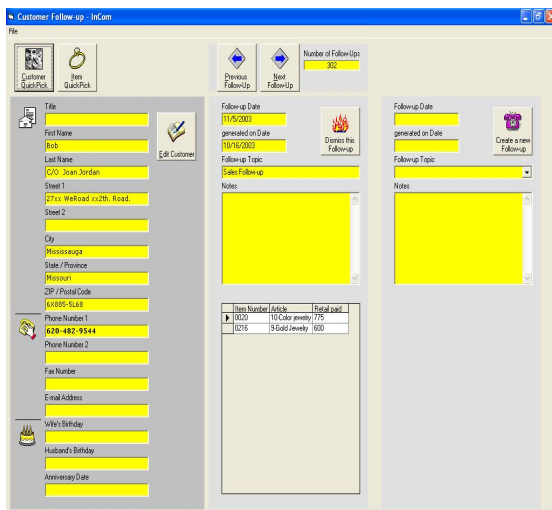 Customer Follow-up - InCom
File
Customer QuickPick
Item QuickPick
Previous Follow-Up
Next Follow-Up
Number of Follow-Ups
302
Title
First Name
Bob
Edit Customer
Last Name
C/O Joan Jordan
Street 1
27xx WeRoad xx2th. Road.
Street 2
City
Mississauga
State / Province
Missouri
ZIP / Postal Code
6X885-5L68
Phone Number 1
620-482-9544
Phone Number 2
Fax Number
E-mail Address
Wife's Birthday
Husband's Birthday
Anniversary Date
Follow-up Date
11/5/2003
generated on Date
10/16/2003
Dismiss this Follow-up
Follow-up Topic
Sales Follow-up
Notes
Item Number Article Retail paid
0020 10-Color jewelry 775
0216 9-Gold Jewelry 600
Follow-up Date
generated on Date
Create a new Follow-up
Follow-up Topic
Notes